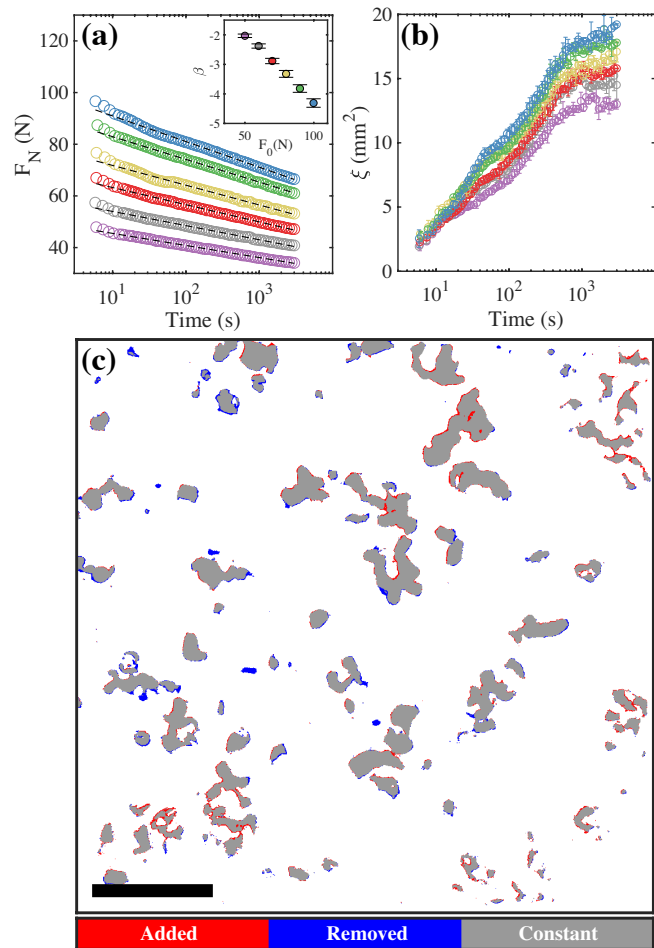 (a)
120
100
80
60
40
F_N (N)
10^1
10^2
10^3
Time (s)
-2
-3
-4
-5
β
50
100
F_0(N)
(b)
20
15
10
5
0
ξ (mm^2)
10^1
10^2
10^3
Time (s)
(c)
Added Removed Constant